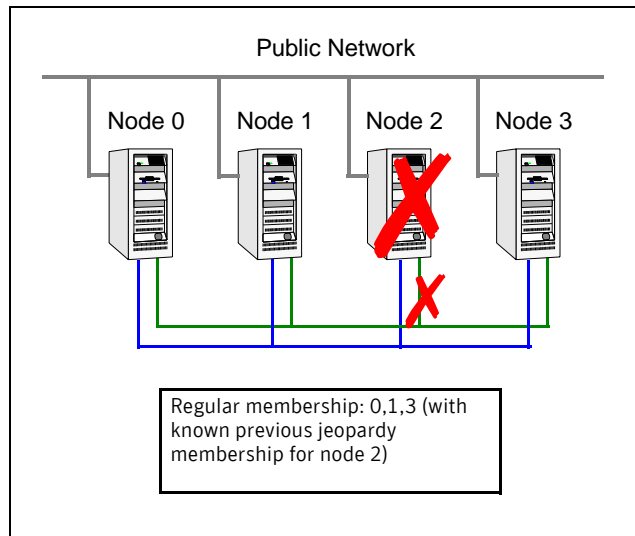 Public Network
Node 0
Node 1
Node 2
Node 3
Regular membership: 0,1,3 (with
known previous jeopardy
membership for node 2)